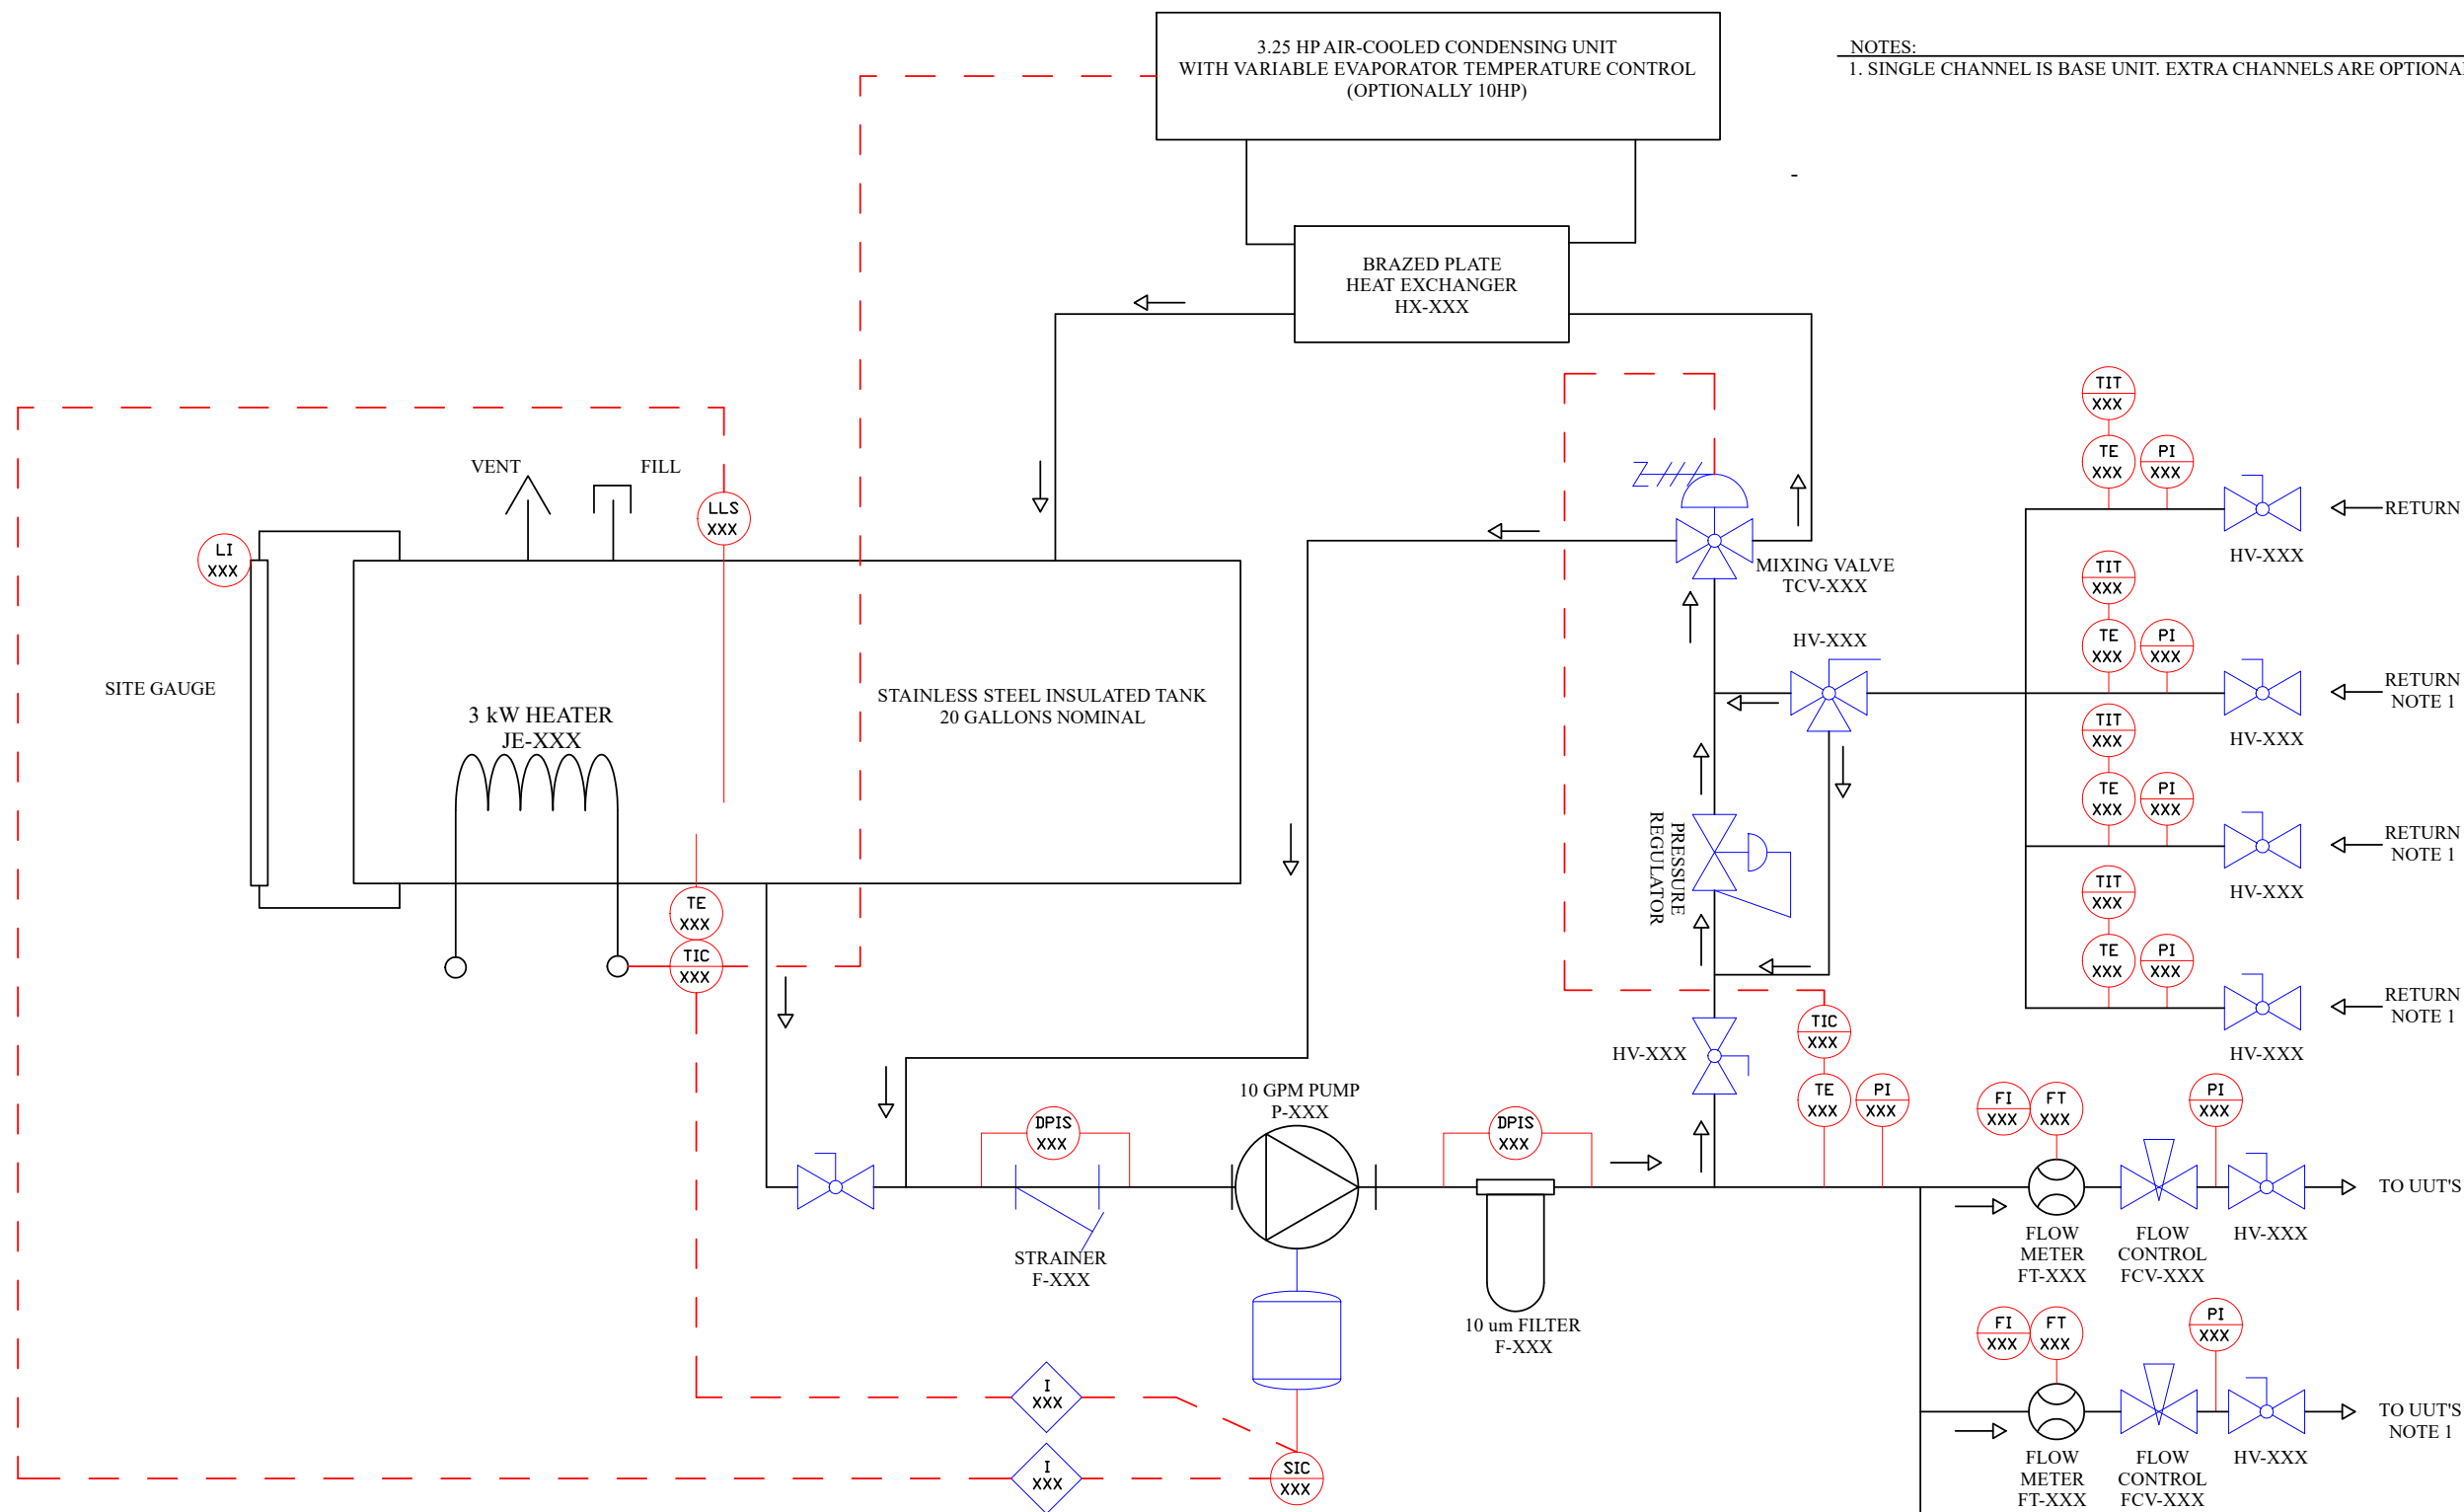 3.25 HP AIR-COOLED CONDENSING UNIT
WITH VARIABLE EVAPORATOR TEMPERATURE CONTROL
(OPTIONALLY 10HP)
NOTES:
1. SINGLE CHANNEL IS BASE UNIT. EXTRA CHANNELS ARE OPTIONAL
-
BRAZED PLATE
HEAT EXCHANGER
HX-XXX
VENT
FILL
LLS
XXX
LI
XXX
SITE GAUGE
3 kW HEATER
JE-XXX
STAINLESS STEEL INSULATED TANK
20 GALLONS NOMINAL
TE
XXX
TIC
XXX
MIXING VALVE
TCV-XXX
HV-XXX
PRESSURE
REGULATOR
HV-XXX
TIC
XXX
TE
XXX
PI
XXX
TIT
XXX
TE
XXX
PI
XXX
HV-XXX
RETURN
TIT
XXX
TE
XXX
PI
XXX
HV-XXX
RETURN
NOTE 1
TIT
XXX
TE
XXX
PI
XXX
HV-XXX
RETURN
NOTE 1
TIT
XXX
TE
XXX
PI
XXX
HV-XXX
RETURN
NOTE 1
DPIS
XXX
STRAINER
F-XXX
10 GPM PUMP
P-XXX
DPIS
XXX
10 um FILTER
F-XXX
FI
XXX
FT
XXX
PI
XXX
FLOW
METER
FT-XXX
FLOW
CONTROL
FCV-XXX
HV-XXX
TO UUT'S
FI
XXX
FT
XXX
PI
XXX
FLOW
METER
FT-XXX
FLOW
CONTROL
FCV-XXX
HV-XXX
TO UUT'S
NOTE 1
I
XXX
I
XXX
SIC
XXX